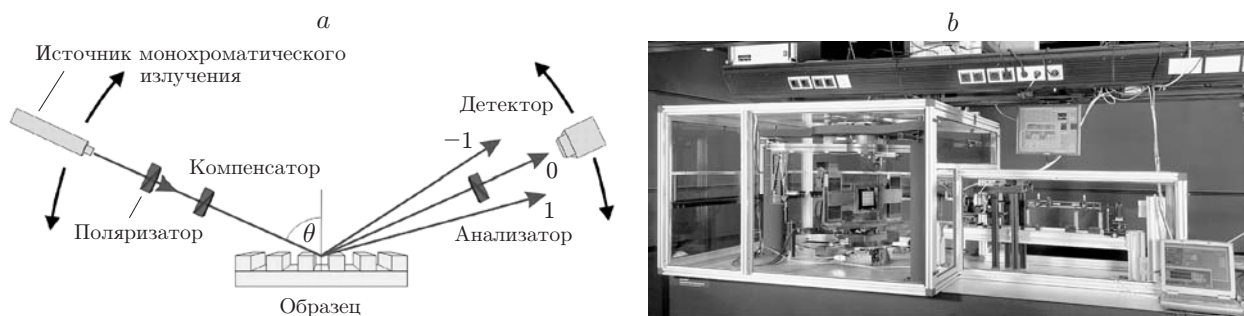 a
Источник монохроматического
излучения
Поляризатор
Компенсатор
θ
Образец
Детектор
−1
0
1
Анализатор
b